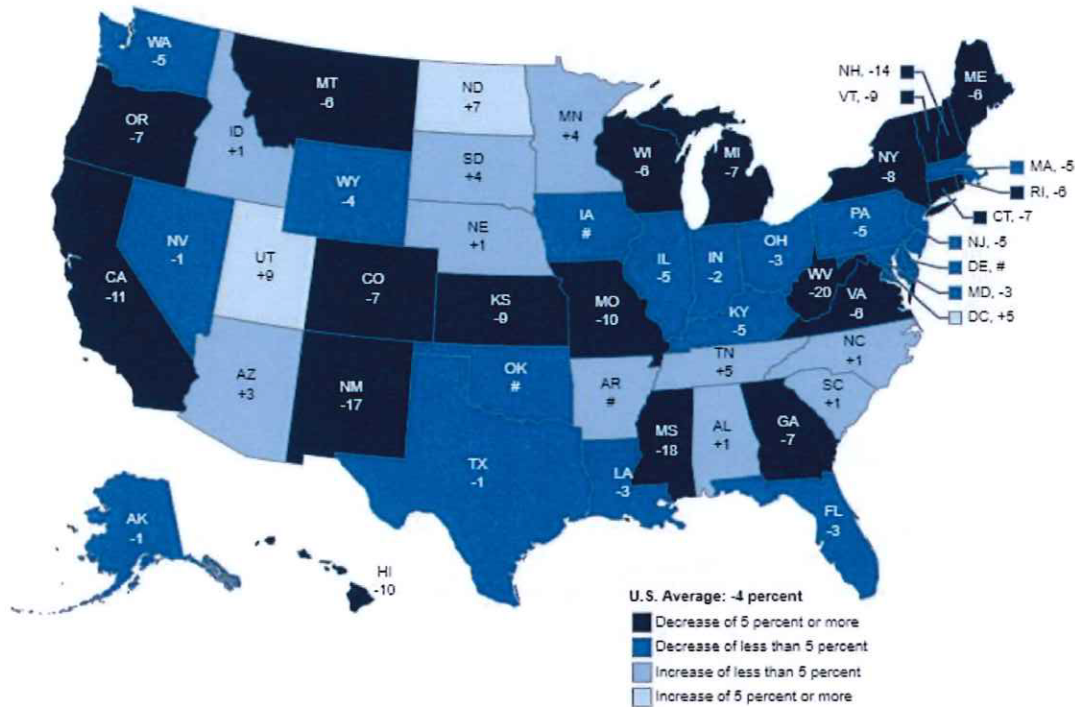 WA
-5
OR
-7
CA
-11
NV
-1
ID
+1
MT
-6
WY
-4
UT
+9
AZ
+3
CO
-7
NM
-17
ND
+7
SD
+4
NE
+1
KS
-9
OK
#
TX
-1
MN
+4
IA
#
MO
-10
AR
#
LA
-3
WI
-6
IL
-5
MI
-7
IN
-2
OH
-3
KY
-5
TN
+5
MS
-18
AL
+1
GA
-7
FL
-3
SC
+1
NC
+1
VA
-6
WV
-20
PA
-5
NY
-8
ME
-6
NH, -14
VT, -9
MA, -5
RI, -6
CT, -7
NJ, -5
DE, #
MD, -3
DC, +5
AK
-1
HI
-10
U.S. Average: -4 percent
Decrease of 5 percent or more
Decrease of less than 5 percent
Increase of less than 5 percent
Increase of 5 percent or more